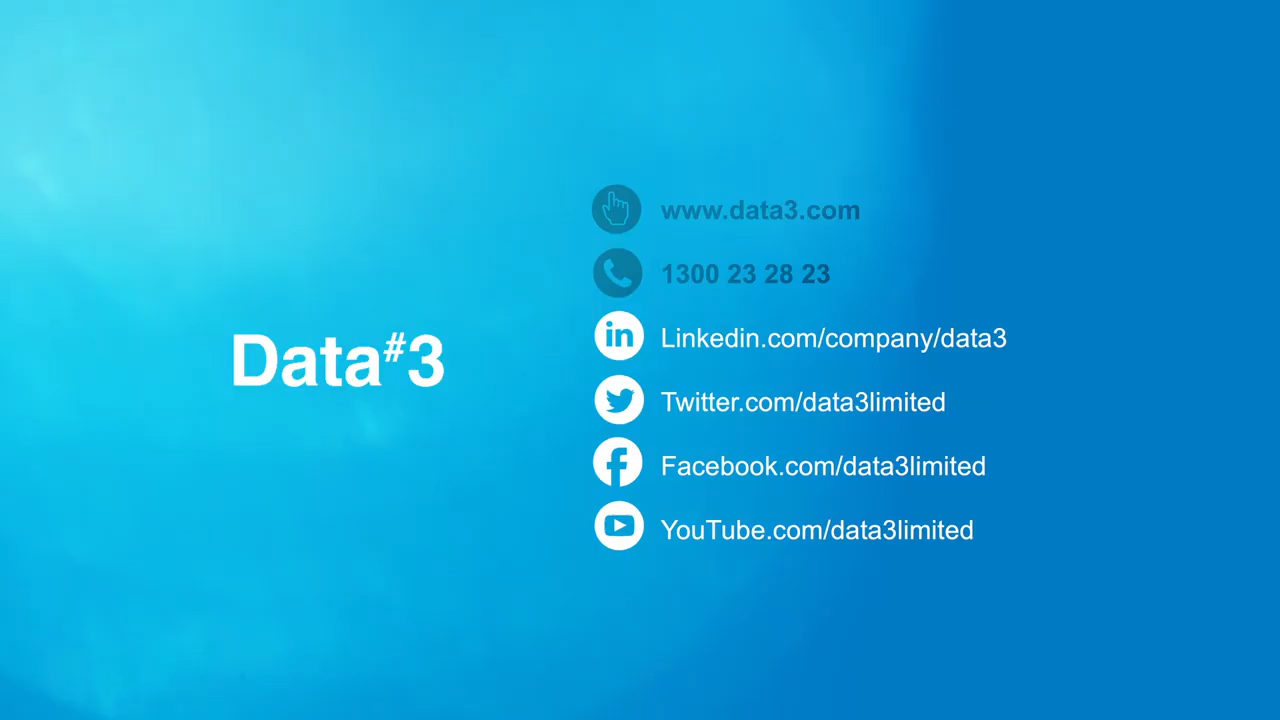 Data#3
www.data3.com
1300 23 28 23
Linkedin.com/company/data3
Twitter.com/data3limited
Facebook.com/data3limited
YouTube.com/data3limited